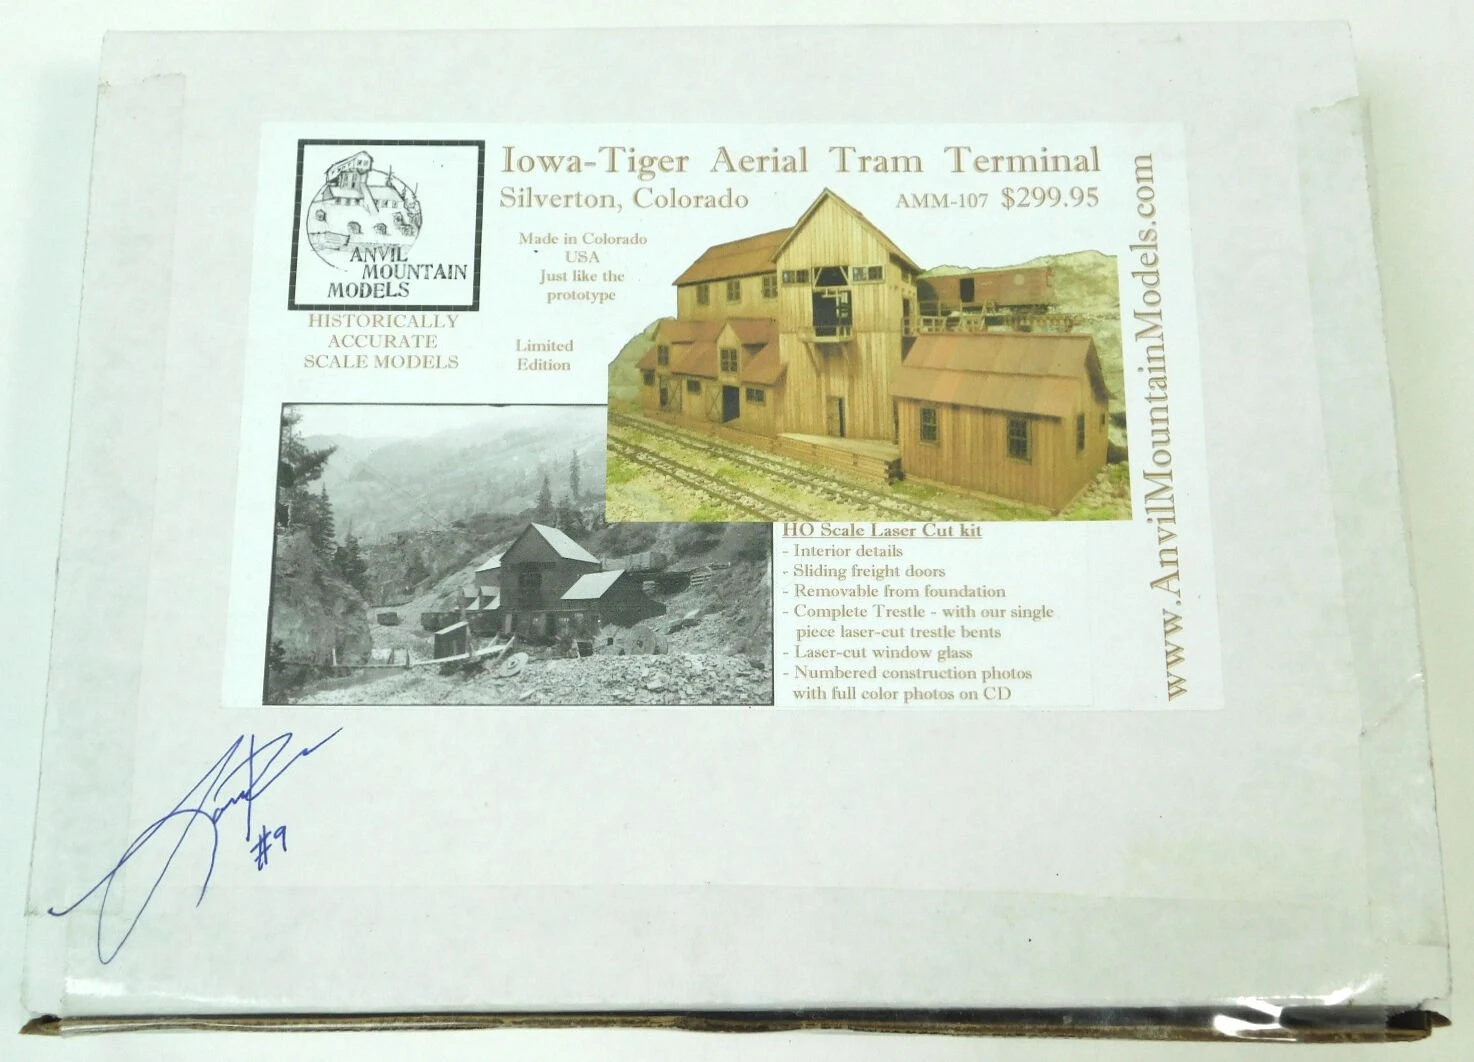 Iowa-Tiger Aerial Tram Terminal
Silverton, Colorado
AMM-107 $299.95
ANVIL
MOUNTAIN
MODELS
HISTORICALLY
ACCURATE
SCALE MODELS
Made in Colorado
USA
Just like the
prototype
Limited
Edition
HO Scale Laser Cut kit
- Interior details
- Sliding freight doors
- Removable from foundation
- Complete Trestle - with our single
piece laser-cut trestle bents
- Laser-cut window glass
- Numbered construction photos
with full color photos on CD
www.AnvilMountainModels.com
#9